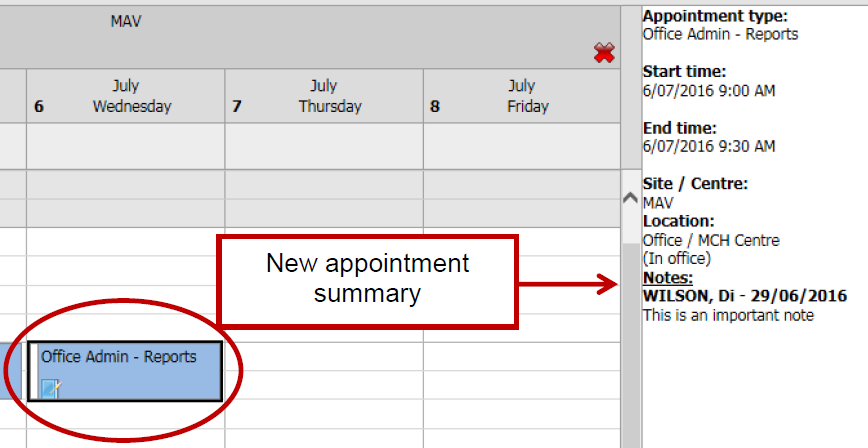 MAV
July
6 Wednesday
July
7 Thursday
July
8 Friday
New appointment
summary
Office Admin - Reports
Appointment type:
Office Admin - Reports
Start time:
6/07/2016 9:00 AM
End time:
6/07/2016 9:30 AM
Site / Centre:
MAV
Location:
Office / MCH Centre
(In office)
Notes:
WILSON, Di - 29/06/2016
This is an important note